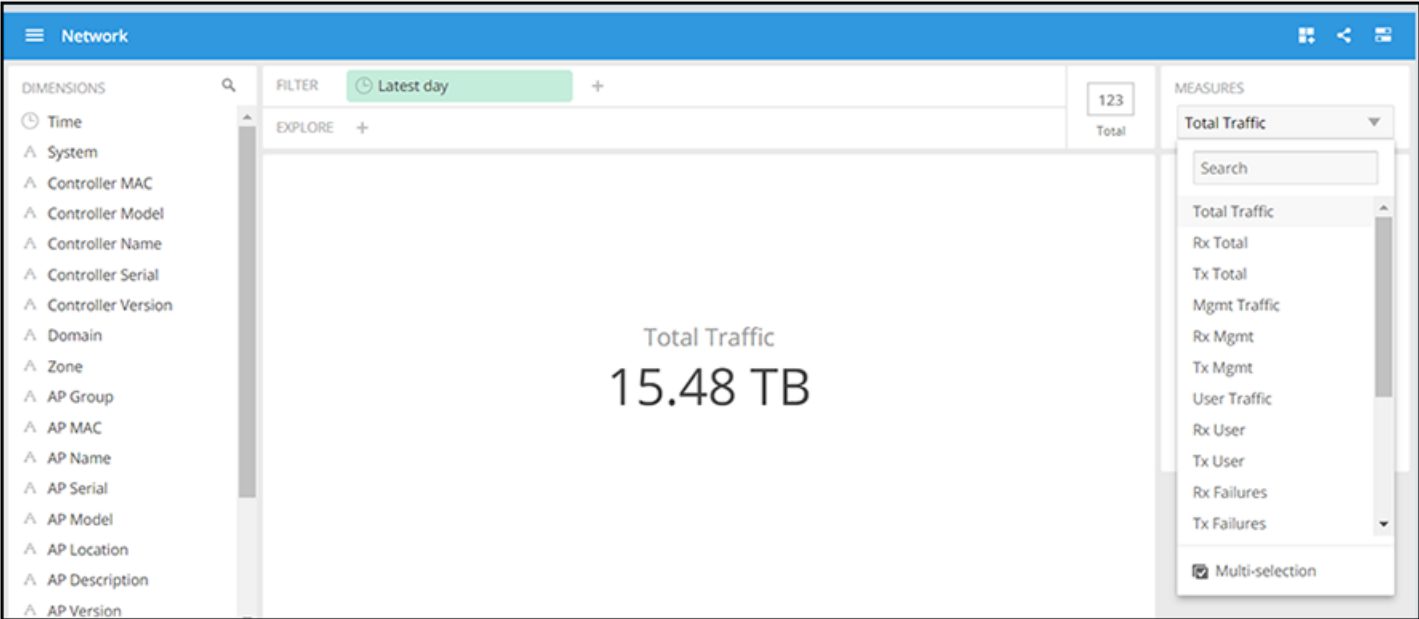 Network
DIMENSIONS
Time
System
Controller MAC
Controller Model
Controller Name
Controller Serial
Controller Version
Domain
Zone
AP Group
AP MAC
AP Name
AP Serial
AP Model
AP Location
AP Description
AP Version
FILTER Latest day +
EXPLORE +
123
Total
Total Traffic
15.48 TB
MEASURES
Total Traffic
Search
Total Traffic
Rx Total
Tx Total
Mgmt Traffic
Rx Mgmt
Tx Mgmt
User Traffic
Rx User
Tx User
Rx Failures
Tx Failures
Multi-selection